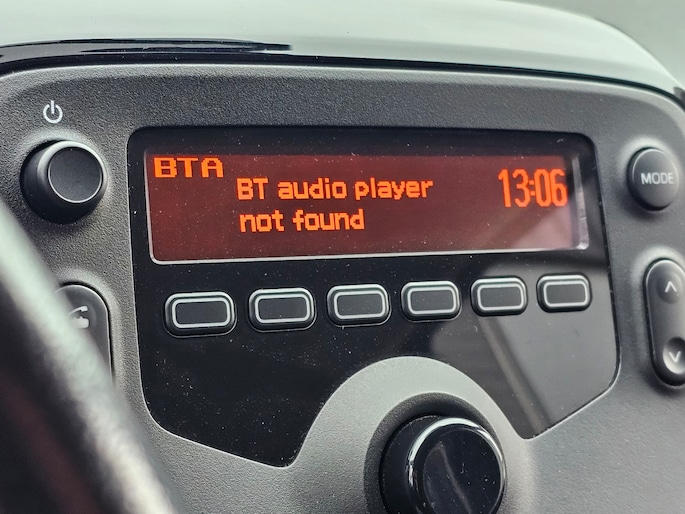 BTA
BT audio player
not found
13:06
MODE